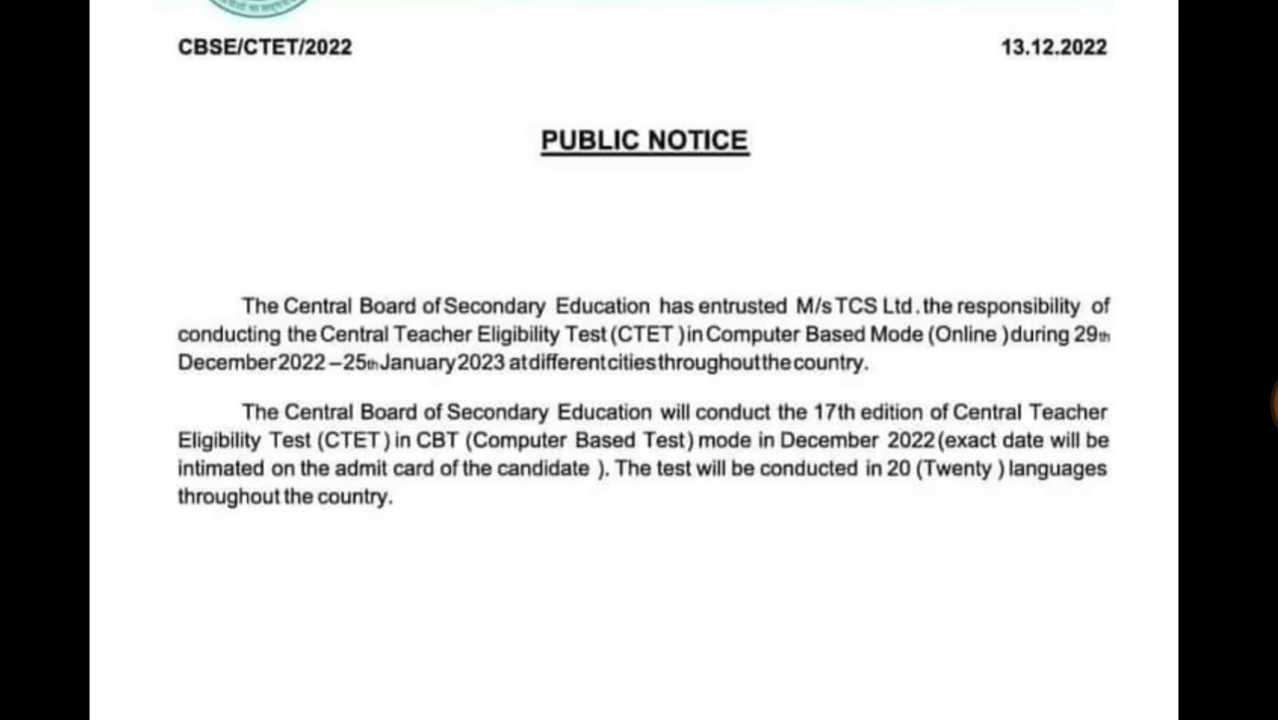 CBSE/CTET/2022 13.12.2022
PUBLIC NOTICE
The Central Board of Secondary Education has entrusted M/s TCS Ltd. the responsibility of
conducting the Central Teacher Eligibility Test (CTET ) in Computer Based Mode (Online ) during 29th
December 2022 – 25th January 2023 at different cities throughout the country.
The Central Board of Secondary Education will conduct the 17th edition of Central Teacher
Eligibility Test (CTET ) in CBT (Computer Based Test) mode in December 2022 (exact date will be
intimated on the admit card of the candidate ). The test will be conducted in 20 (Twenty ) languages
throughout the country.